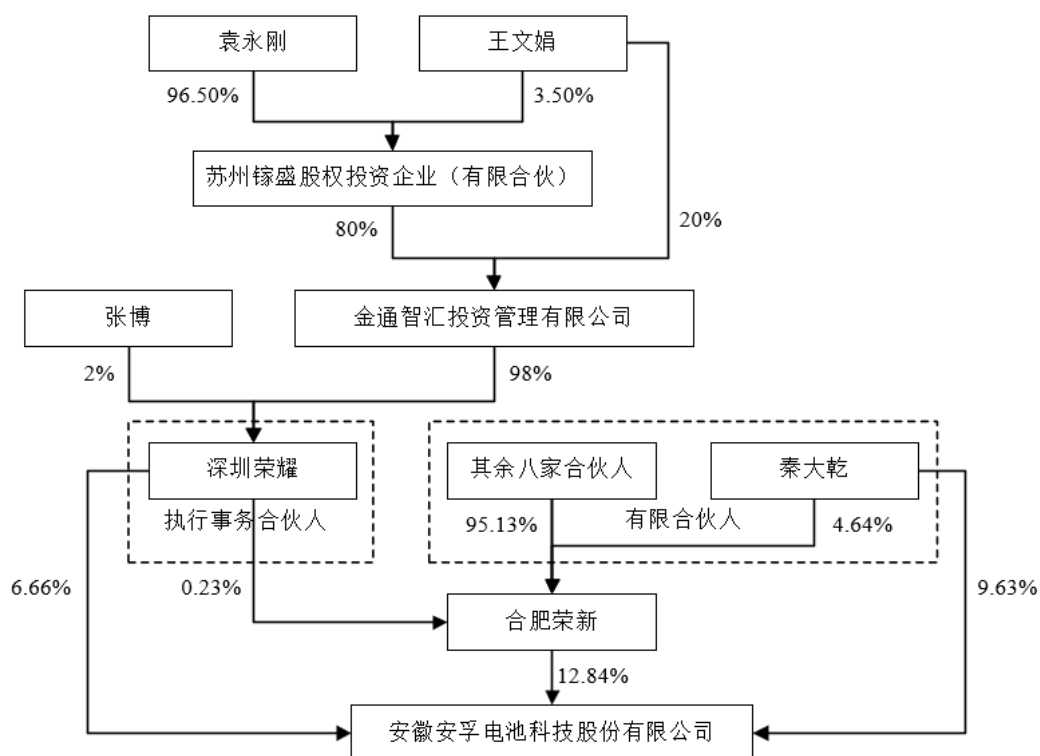 袁永刚
王文娟
96.50%
3.50%
苏州镓盛股权投资企业（有限合伙）
80%
20%
张博
金通智汇投资管理有限公司
2%
98%
深圳荣耀
其余八家合伙人
秦大乾
执行事务合伙人
95.13%
有限合伙人
4.64%
6.66%
0.23%
9.63%
合肥荣新
12.84%
安徽安孚电池科技股份有限公司